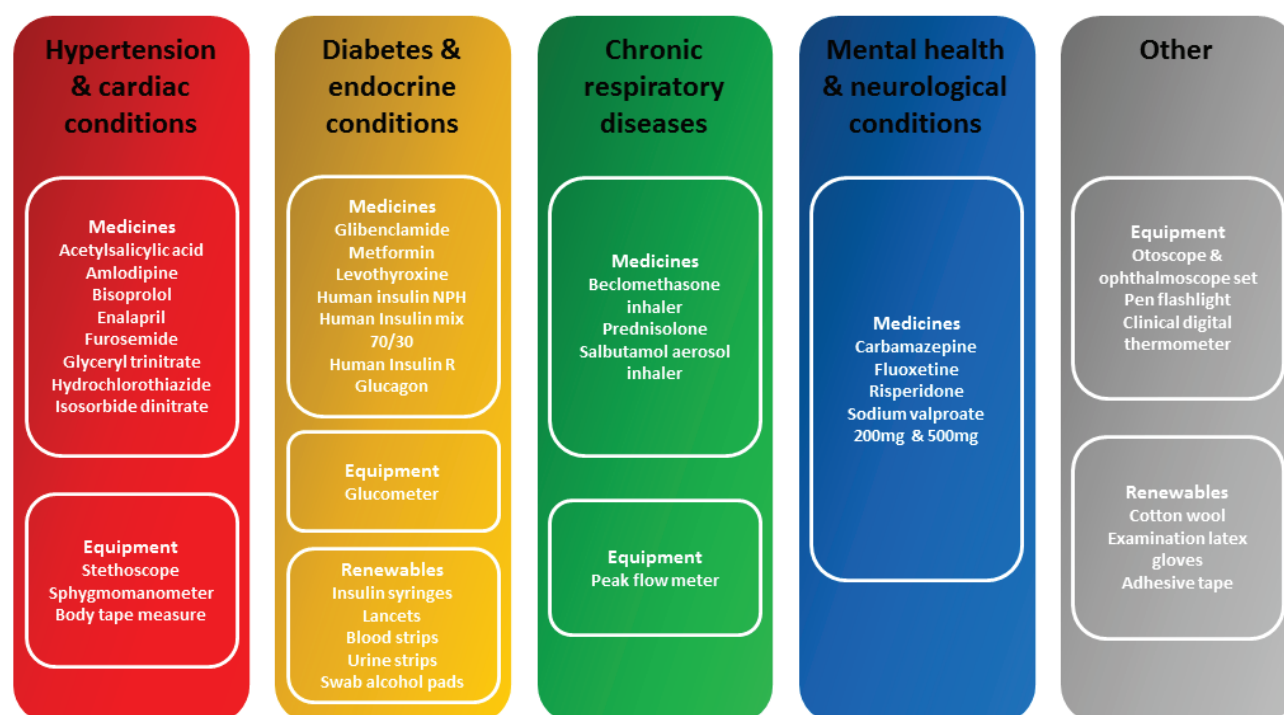 Hypertension
& cardiac
conditions
Medicines
Acetylsalicylic acid
Amlodipine
Bisoprolol
Enalapril
Furosemide
Glyceryl trinitrate
Hydrochlorothiazide
Isosorbide dinitrate
Equipment
Stethoscope
Sphygmomanometer
Body tape measure
Diabetes &
endocrine
conditions
Medicines
Glibenclamide
Metformin
Levothyroxine
Human insulin NPH
Human Insulin mix
70/30
Human Insulin R
Glucagon
Equipment
Glucometer
Renewables
Insulin syringes
Lancets
Blood strips
Urine strips
Swab alcohol pads
Chronic
respiratory
diseases
Medicines
Beclomethasone
inhaler
Prednisolone
Salbutamol aerosol
inhaler
Equipment
Peak flow meter
Mental health
& neurological
conditions
Medicines
Carbamazepine
Fluoxetine
Risperidone
Sodium valproate
200mg & 500mg
Other
Equipment
Otoscope &
ophthalmoscope set
Pen flashlight
Clinical digital
thermometer
Renewables
Cotton wool
Examination latex
gloves
Adhesive tape